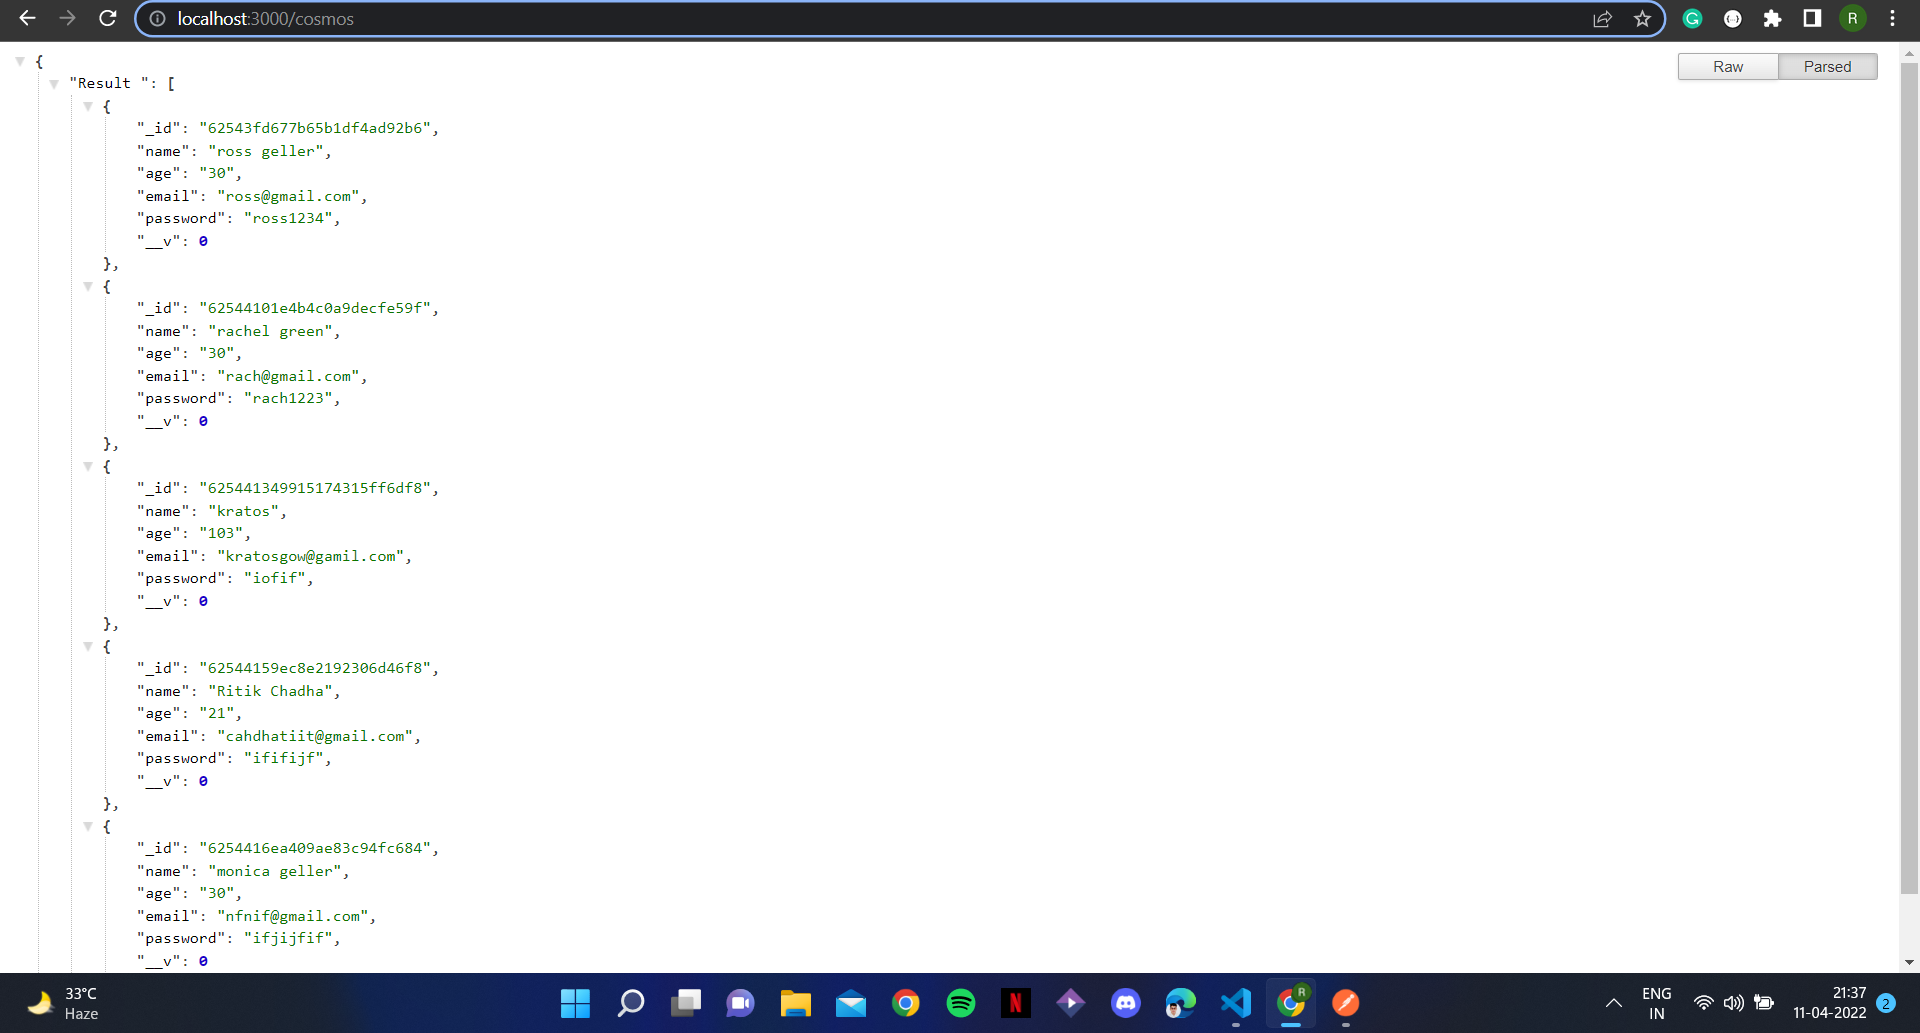 localhost:3000/cosmos
R
Raw
Parsed
{
"Result ": [
{
"_id": "62543fd677b65b1df4ad92b6",
"name": "ross geller",
"age": "30",
"email": "ross@gmail.com",
"password": "ross1234",
"__v": 0
},
{
"_id": "62544101e4b4c0a9decfe59f",
"name": "rachel green",
"age": "30",
"email": "rach@gmail.com",
"password": "rach1223",
"__v": 0
},
{
"_id": "625441349915174315ff6df8",
"name": "kratos",
"age": "103",
"email": "kratosgow@gamil.com",
"password": "iofif",
"__v": 0
},
{
"_id": "62544159ec8e2192306d46f8",
"name": "Ritik Chadha",
"age": "21",
"email": "cahdhatiit@gmail.com",
"password": "ififijf",
"__v": 0
},
{
"_id": "6254416ea409ae83c94fc684",
"name": "monica geller",
"age": "30",
"email": "nfnif@gmail.com",
"password": "ifjijfif",
"__v": 0
33°C
Haze
N
R
ENG
IN
21:37
11-04-2022
2